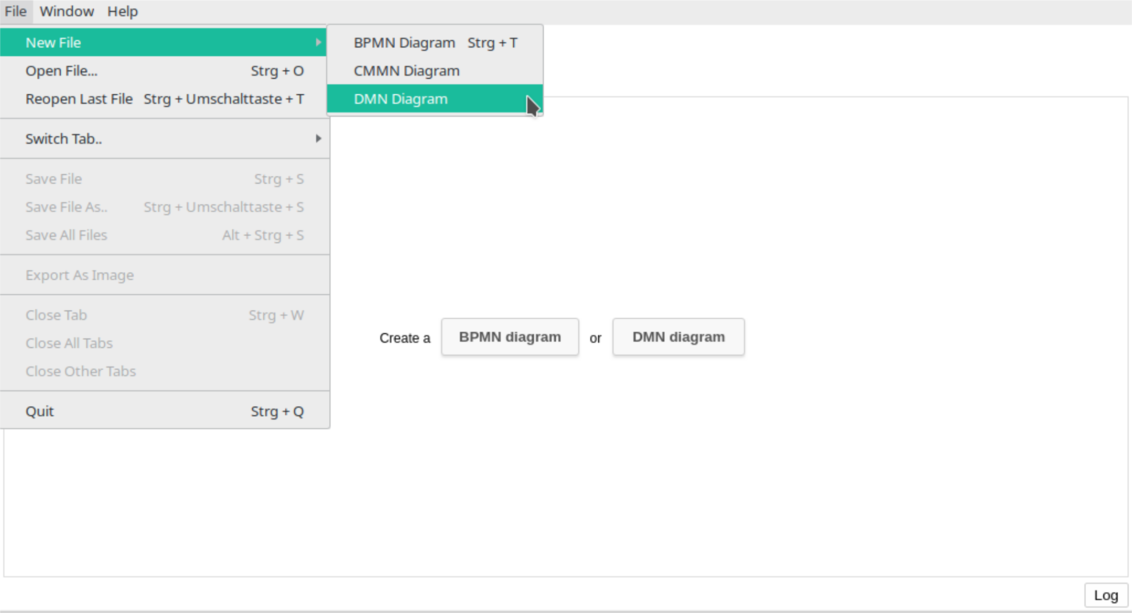 File Window Help
New File
BPMN Diagram Strg + T
Open File... Strg + O
CMMN Diagram
Reopen Last File Strg + Umschalttaste + T
DMN Diagram
Switch Tab..
Save File Strg + S
Save File As.. Strg + Umschalttaste + S
Save All Files Alt + Strg + S
Export As Image
Close Tab Strg + W
Close All Tabs
Close Other Tabs
Quit Strg + Q
Create a BPMN diagram or DMN diagram
Log